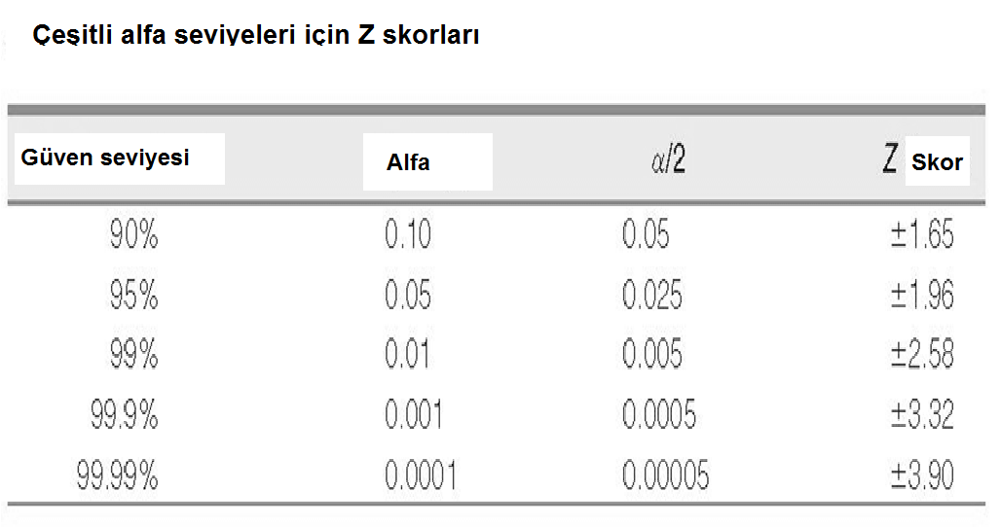 Çeşitli alfa seviyeleri için Z skorları
Güven seviyesi Alfa α/2 Z Skor
90% 0.10 0.05 ±1.65
95% 0.05 0.025 ±1.96
99% 0.01 0.005 ±2.58
99.9% 0.001 0.0005 ±3.32
99.99% 0.0001 0.00005 ±3.90